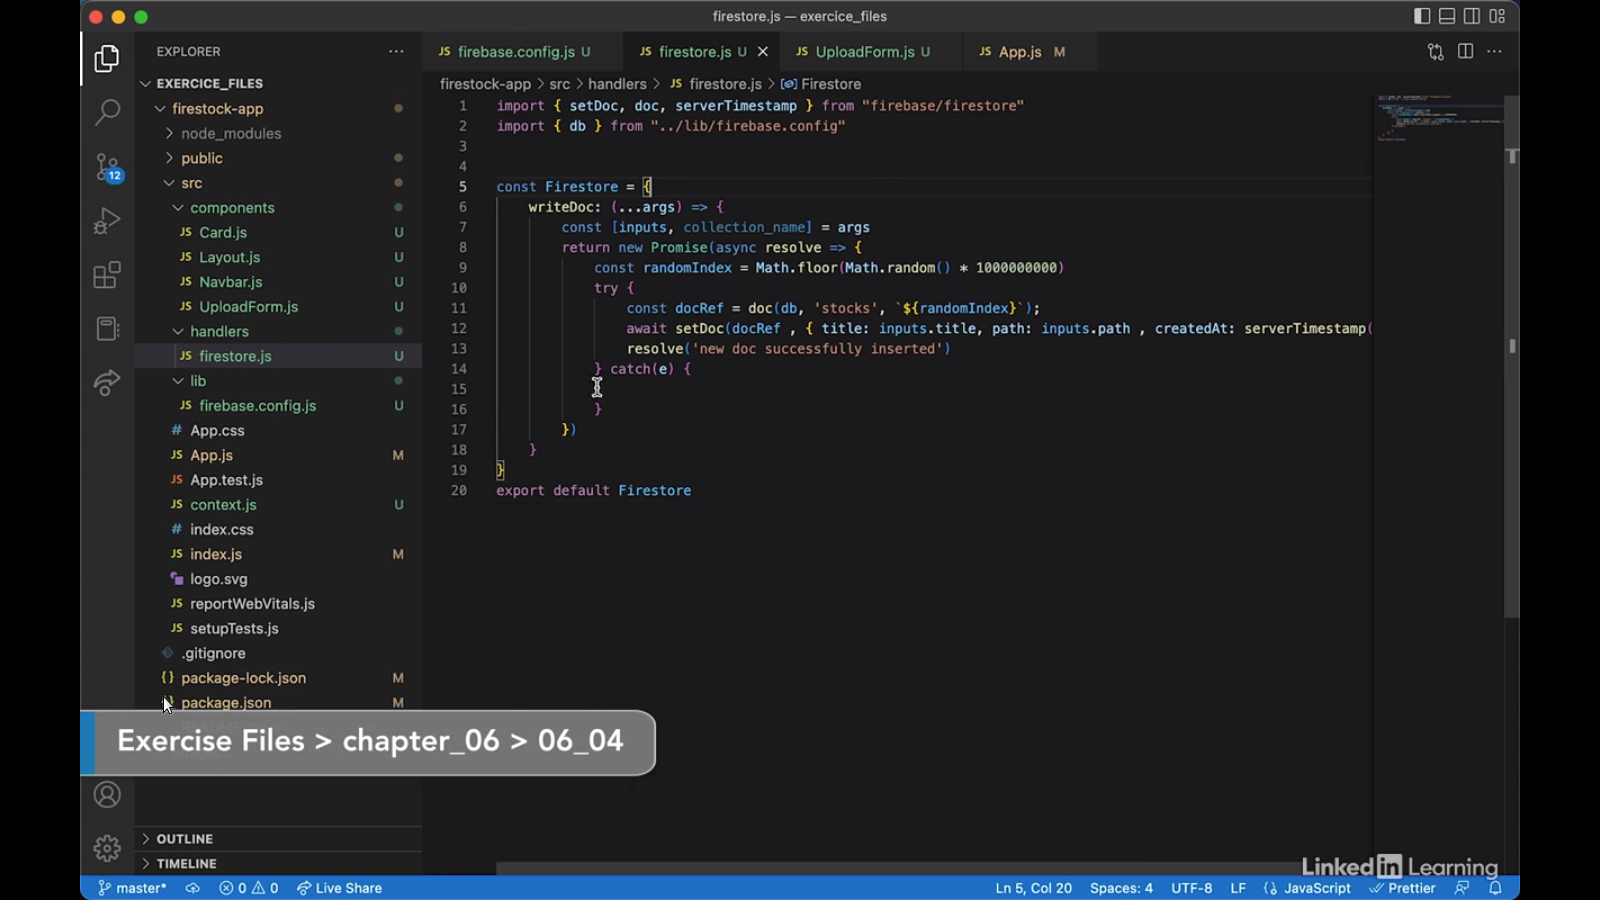 firestore.js — exercice_files
EXPLORER
JS firebase.config.js U
JS firestore.js U
JS UploadForm.js U
JS App.js M
EXERCICE_FILES
firestock-app > src > handlers > JS firestore.js > Firestore
firestock-app
node_modules
public
src
components
JS Card.js U
JS Layout.js U
JS Navbar.js U
JS UploadForm.js U
handlers
JS firestore.js U
lib
JS firebase.config.js U
# App.css
JS App.js M
JS App.test.js
JS context.js U
# index.css
JS index.js M
logo.svg
JS reportWebVitals.js
JS setupTests.js
.gitignore
{} package-lock.json M
package.json M
12
1 import { setDoc, doc, serverTimestamp } from "firebase/firestore"
2 import { db } from "../lib/firebase.config"
3
4
5 const Firestore = {
6 writeDoc: (...args) => {
7 const [inputs, collection_name] = args
8 return new Promise(async resolve => {
9 const randomIndex = Math.floor(Math.random() * 1000000000)
10 try {
11 const docRef = doc(db, 'stocks', `${randomIndex}`);
12 await setDoc(docRef , { title: inputs.title, path: inputs.path , createdAt: serverTimestamp(
13 resolve('new doc successfully inserted')
14 } catch(e) {
15
16 }
17 })
18 }
19 }
20 export default Firestore
Exercise Files > chapter_06 > 06_04
OUTLINE
TIMELINE
LinkedIn Learning
master* 0 0 Live Share Ln 5, Col 20 Spaces: 4 UTF-8 LF {} JavaScript Prettier